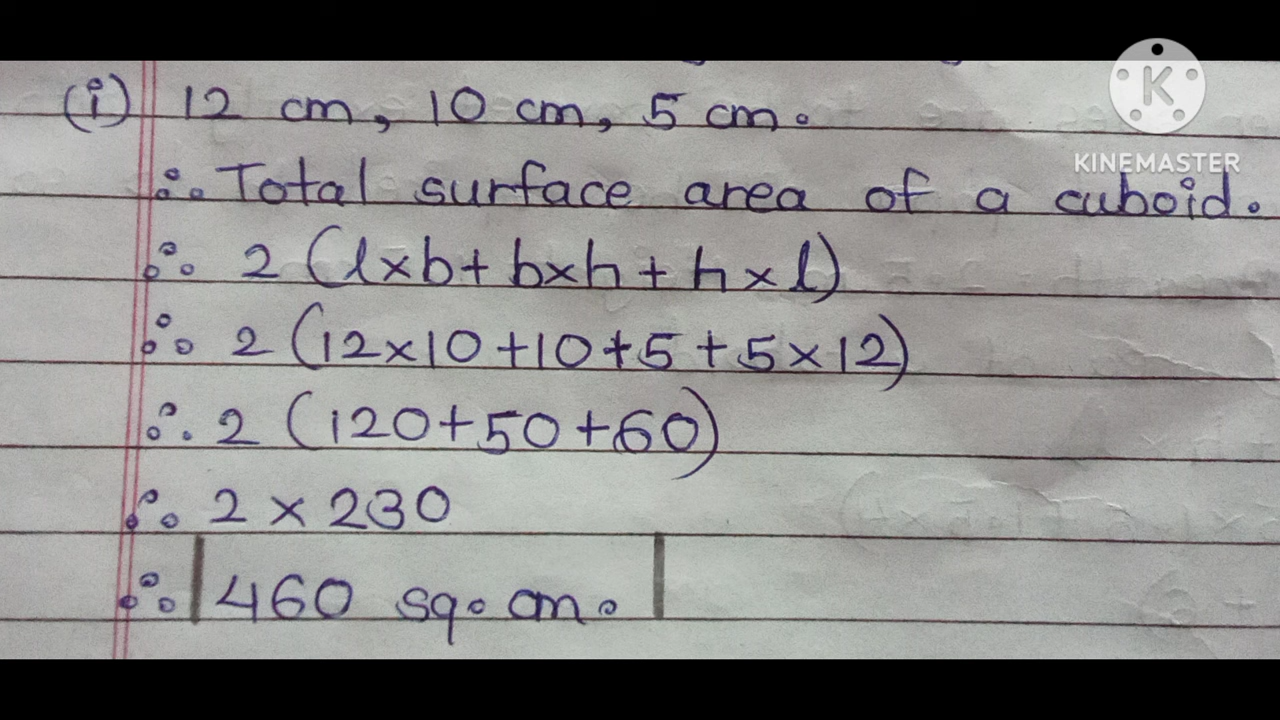 (i) 12 cm, 10 cm, 5 cm.
KINEMASTER
∴ Total surface area of a cuboid.
∴ 2 (l×b+ b×h + h×l)
∴ 2 (12×10+10+5+5×12)
∴ 2 (120+50+60)
∴ 2 × 230
∴ 460 sq. cm.